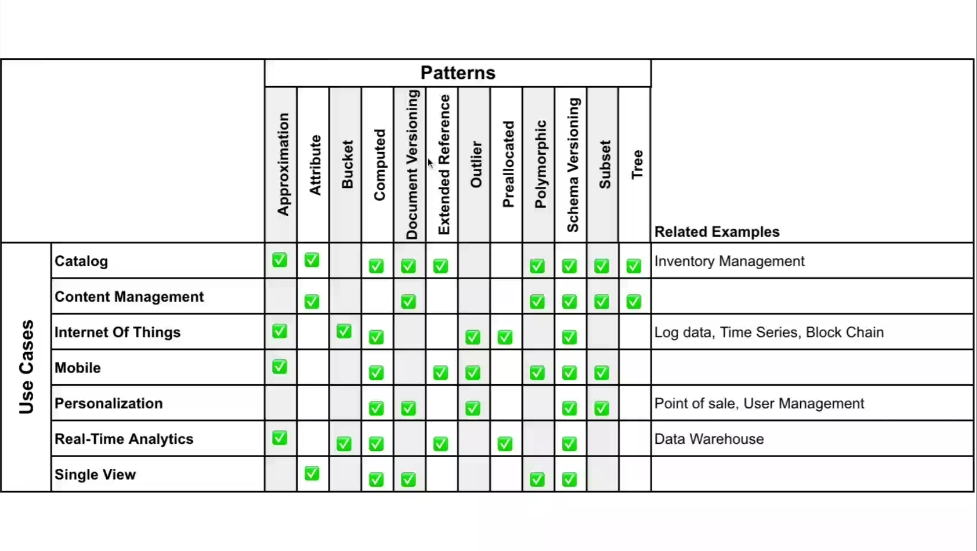 Patterns
Approximation
Attribute
Bucket
Computed
Document Versioning
Extended Reference
Outlier
Preallocated
Polymorphic
Schema Versioning
Subset
Tree
Related Examples
Use Cases
Catalog
Inventory Management
Content Management
Internet Of Things
Log data, Time Series, Block Chain
Mobile
Personalization
Point of sale, User Management
Real-Time Analytics
Data Warehouse
Single View